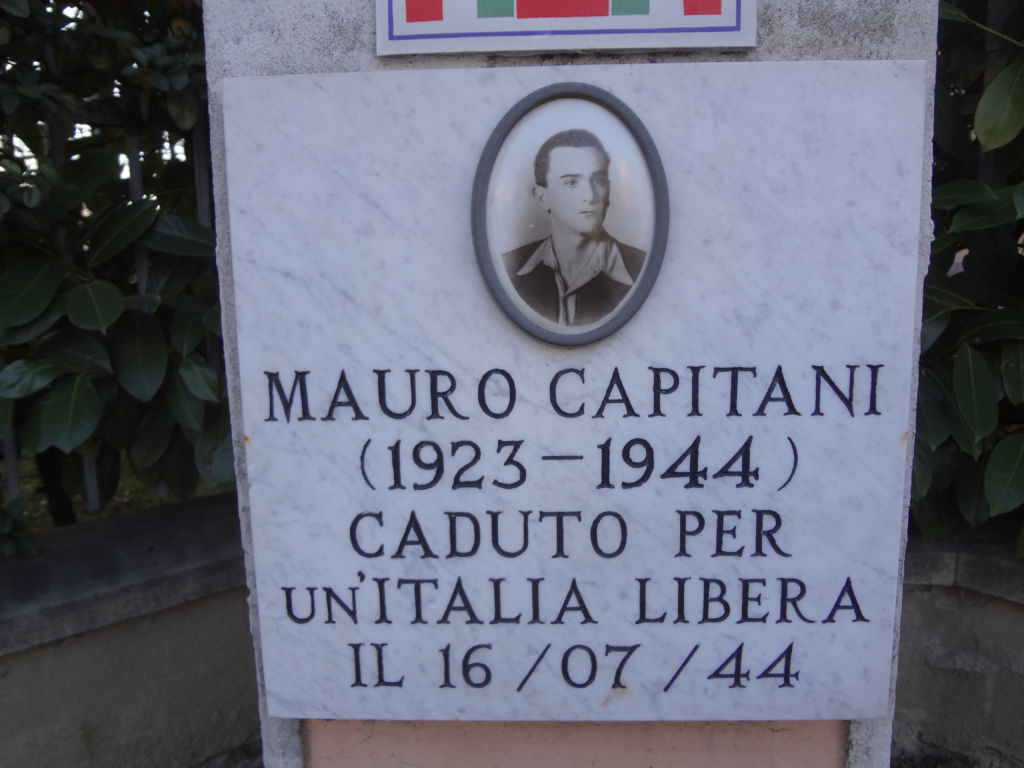 MAURO CAPITANI
(1923-1944)
CADUTO PER
UN'ITALIA LIBERA
IL 16/07/44